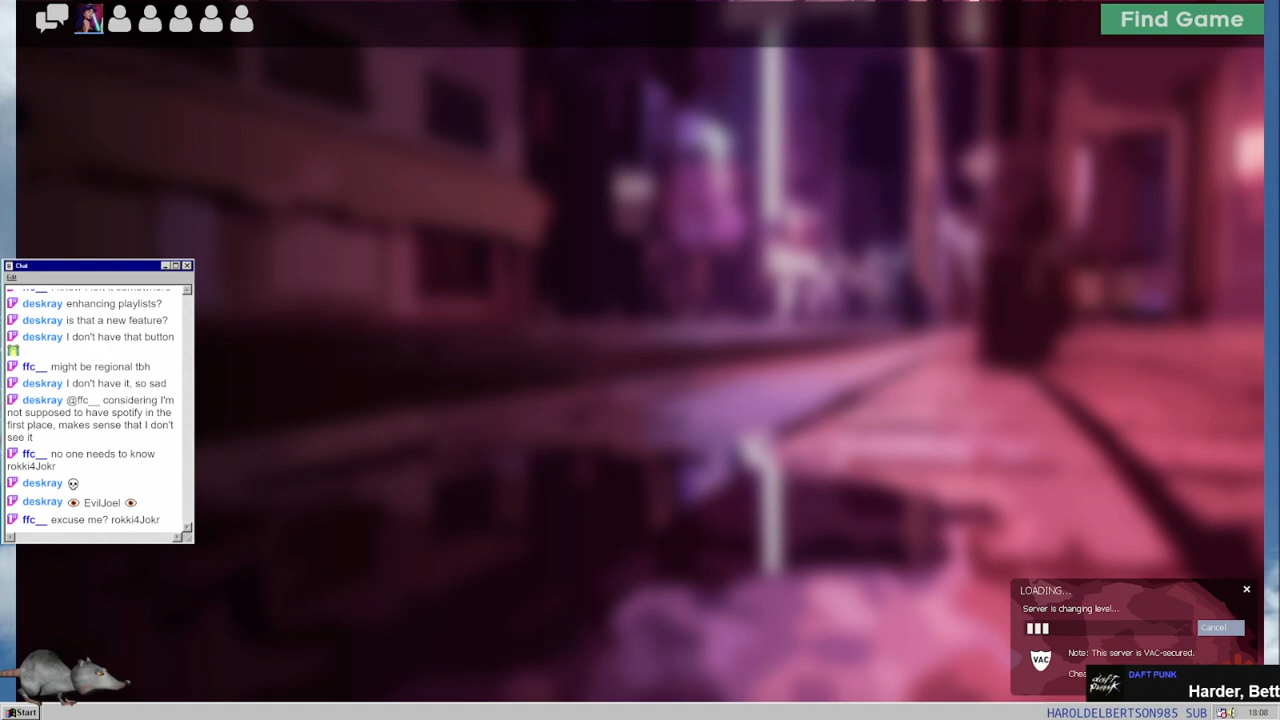 Find Game
Chat
Edit
deskray enhancing playlists?
deskray is that a new feature?
deskray I don't have that button
ffc__ might be regional tbh
deskray I don't have it, so sad
deskray @ffc__ considering I'm
not supposed to have spotify in the
first place, makes sense that I don't
see it
ffc__ no one needs to know
rokki4Jokr
deskray 💀
deskray 👁 EvilJoel 👁
ffc__ excuse me? rokki4Jokr
LOADING...
Server is changing level...
Cancel
VAC
Note: This server is VAC-secured.
Chea
daft punk
DAFT PUNK
Harder, Bett
Start
HAROLDELBERTSON985 SUB
18:08